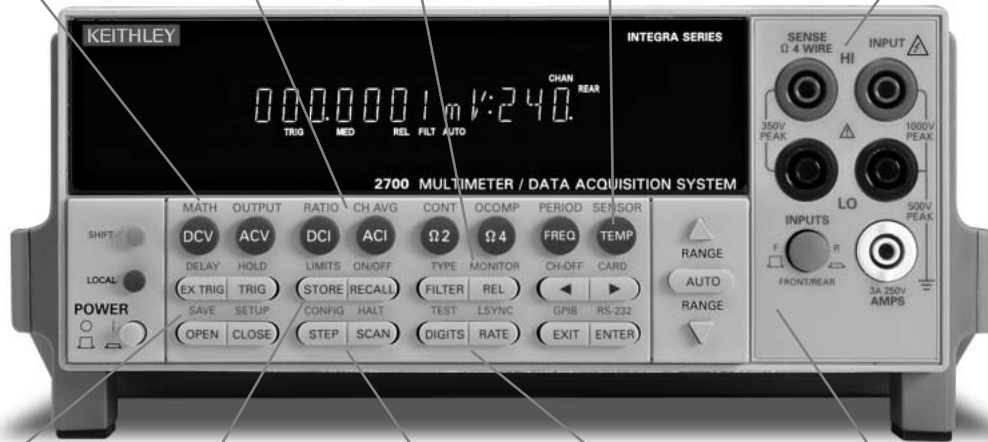 KEITHLEY
INTEGRA SERIES
CHAN
REAR
000.0001 mV:240.
TRIG MED REL FILT AUTO
2700 MULTIMETER / DATA ACQUISITION SYSTEM
SENSE
Ω 4 WIRE
INPUT
HI
350V
PEAK
1000V
PEAK
LO
500V
PEAK
INPUTS
F R
FRONT/REAR
3A 250V
AMPS
MATH OUTPUT RATIO CH AVG CONT OCOMP PERIOD SENSOR
SHIFT DCV ACV DCI ACI Ω2 Ω4 FREQ TEMP
DELAY HOLD LIMITS ON/OFF TYPE MONITOR CH-OFF CARD
LOCAL EX TRIG TRIG STORE RECALL FILTER REL
SAVE SETUP CONFIG HALT TEST LSYNC GPIB RS-232
POWER OPEN CLOSE STEP SCAN DIGITS RATE EXIT ENTER
RANGE
AUTO
RANGE